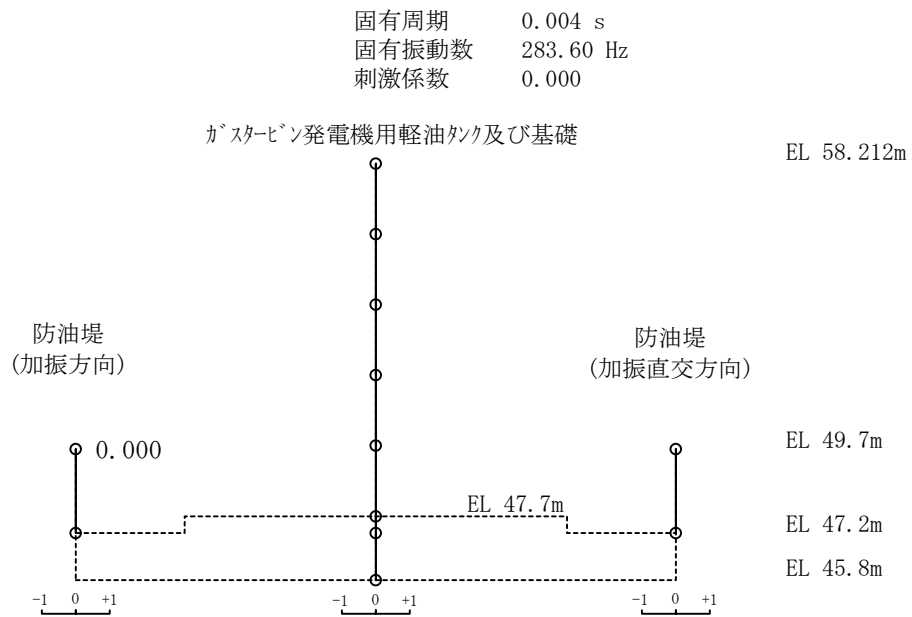 固有周期 0.004 s
固有振動数 283.60 Hz
刺激係数 0.000
ｶﾞｽﾀｰﾋﾞﾝ発電機用軽油ﾀﾝｸ及び基礎
EL 58.212m
防油堤
(加振方向)
防油堤
(加振直交方向)
0.000
EL 49.7m
EL 47.7m
EL 47.2m
EL 45.8m
-1 0 +1
-1 0 +1
-1 0 +1